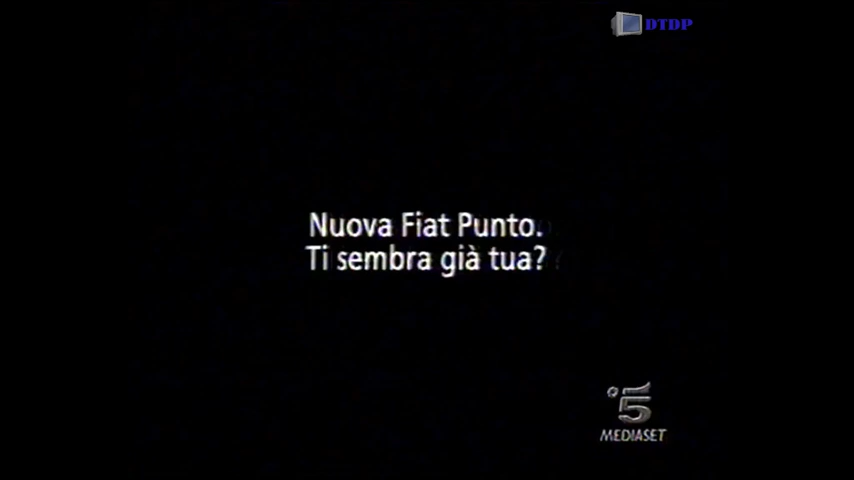 DTDP
Nuova Fiat Punto.
Ti sembra già tua?
5
MEDIASET